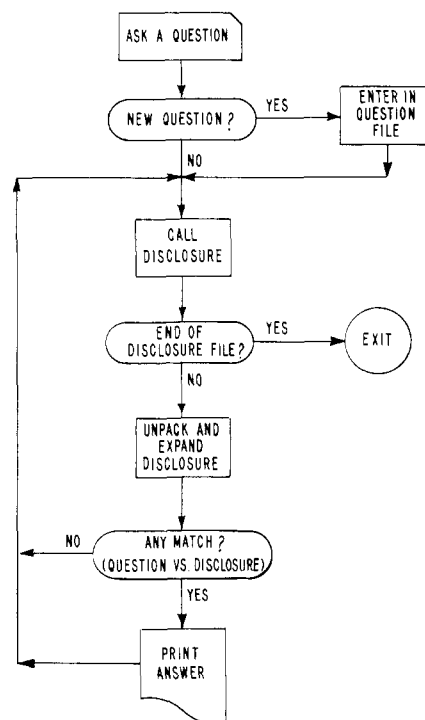 ASK A QUESTION
NEW QUESTION?
YES
ENTER IN
QUESTION
FILE
NO
CALL
DISCLOSURE
END OF
DISCLOSURE FILE?
YES
EXIT
NO
UNPACK AND
EXPAND
DISCLOSURE
NO
ANY MATCH?
(QUESTION VS. DISCLOSURE)
YES
PRINT
ANSWER